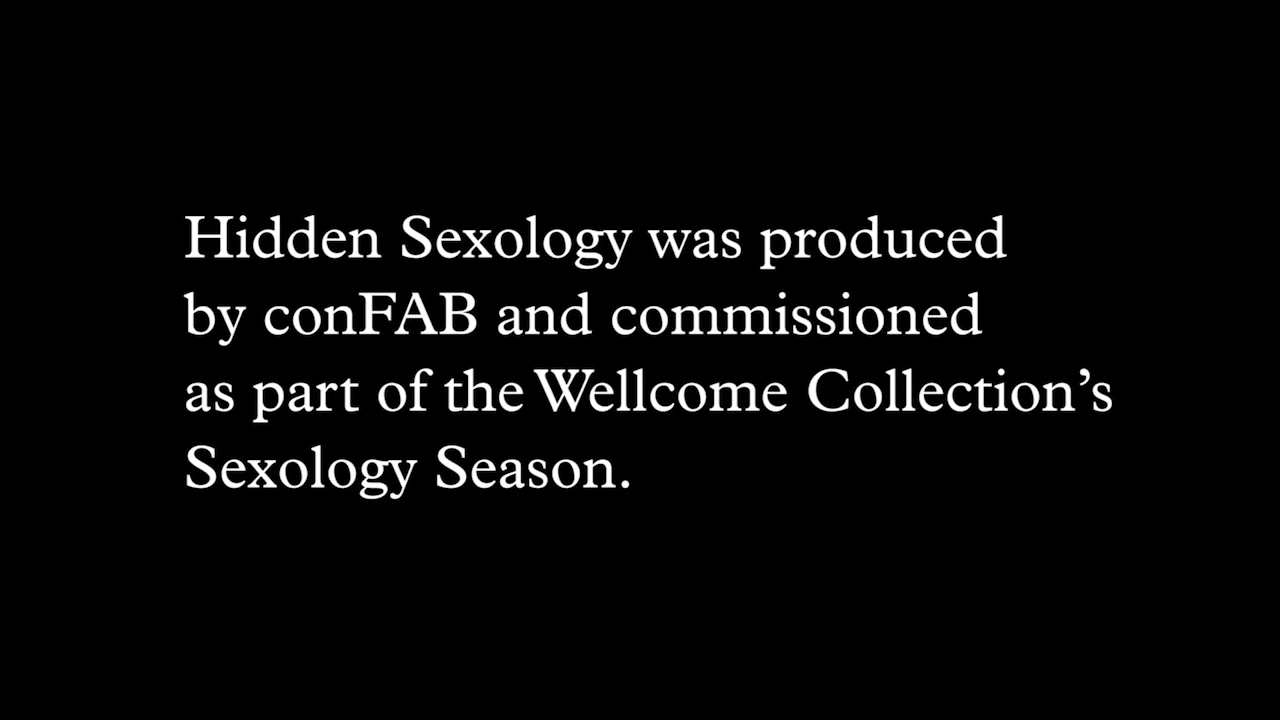 Hidden Sexology was produced
by conFAB and commissioned
as part of the Wellcome Collection’s
Sexology Season.